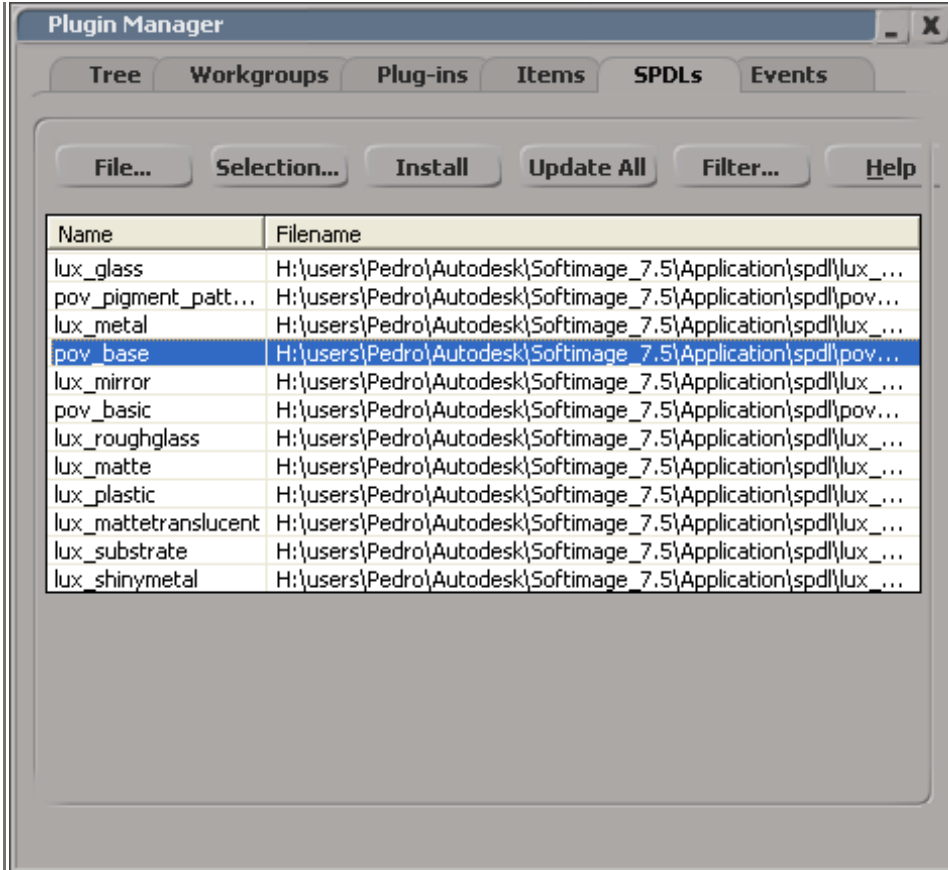 Plugin Manager
Tree Workgroups Plug-ins Items SPDLs Events
File... Selection... Install Update All Filter... Help
Name Filename
lux_glass H:\users\Pedro\Autodesk\Softimage_7.5\Application\spdl\lux_...
pov_pigment_patt... H:\users\Pedro\Autodesk\Softimage_7.5\Application\spdl\pov...
lux_metal H:\users\Pedro\Autodesk\Softimage_7.5\Application\spdl\lux_...
pov_base H:\users\Pedro\Autodesk\Softimage_7.5\Application\spdl\pov...
lux_mirror H:\users\Pedro\Autodesk\Softimage_7.5\Application\spdl\lux_...
pov_basic H:\users\Pedro\Autodesk\Softimage_7.5\Application\spdl\pov...
lux_roughglass H:\users\Pedro\Autodesk\Softimage_7.5\Application\spdl\lux_...
lux_matte H:\users\Pedro\Autodesk\Softimage_7.5\Application\spdl\lux_...
lux_plastic H:\users\Pedro\Autodesk\Softimage_7.5\Application\spdl\lux_...
lux_mattetranslucent H:\users\Pedro\Autodesk\Softimage_7.5\Application\spdl\lux_...
lux_substrate H:\users\Pedro\Autodesk\Softimage_7.5\Application\spdl\lux_...
lux_shinymetal H:\users\Pedro\Autodesk\Softimage_7.5\Application\spdl\lux_...